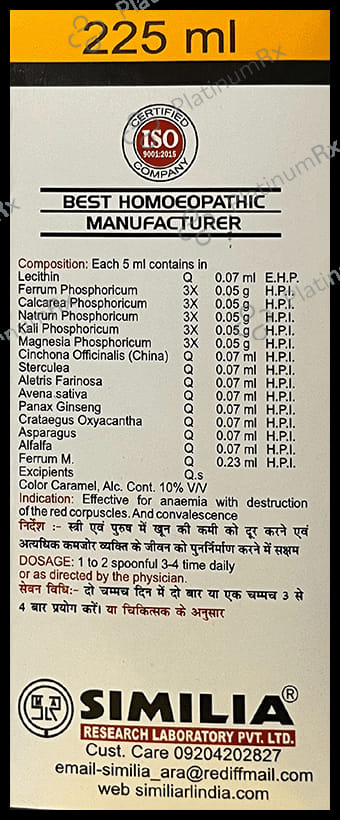 225 ml
CERTIFIED
ISO
9001:2015
COMPANY
BEST HOMOEOPATHIC
MANUFACTURER
Composition: Each 5 ml contains in
Lecithin Q 0.07 ml E.H.P.
Ferrum Phosphoricum 3X 0.05 g H.P.I.
Calcarea Phosphoricum 3X 0.05 g H.P.I.
Natrum Phosphoricum 3X 0.05 g H.P.I.
Kali Phosphoricum 3X 0.05 g H.P.I.
Magnesia Phosphoricum 3X 0.05 g H.P.I.
Cinchona Officinalis (China) Q 0.07 ml H.P.I.
Sterculea Q 0.07 ml H.P.I.
Aletris Farinosa Q 0.07 ml H.P.I.
Avena sativa Q 0.07 ml H.P.I.
Panax Ginseng Q 0.07 ml H.P.I.
Crataegus Oxyacantha Q 0.07 ml H.P.I.
Asparagus Q 0.07 ml H.P.I.
Alfalfa Q 0.07 ml H.P.I.
Ferrum M. Q 0.23 ml H.P.I.
Excipients Q.s
Color Caramel, Alc. Cont. 10% V/V
Indication: Effective for anaemia with destruction
of the red corpuscles. And convalescence
निर्देश :- स्त्री एवं पुरुष में खून की कमी को दूर करने एवं
अत्यधिक कमजोर व्यक्ति के जीवन को पुनर्निर्माण करने में सक्षम
DOSAGE: 1 to 2 spoonful 3-4 time daily
or as directed by the physician.
सेवन विधि:- दो चम्मच दिन में दो बार या एक चम्मच 3 से
4 बार प्रयोग करें। या चिकित्सक के अनुसार
SIMILIA®
RESEARCH LABORATORY PVT. LTD.
Cust. Care 09204202827
email-similia_ara@rediffmail.com
web similiarlindia.com
PlatinumRx